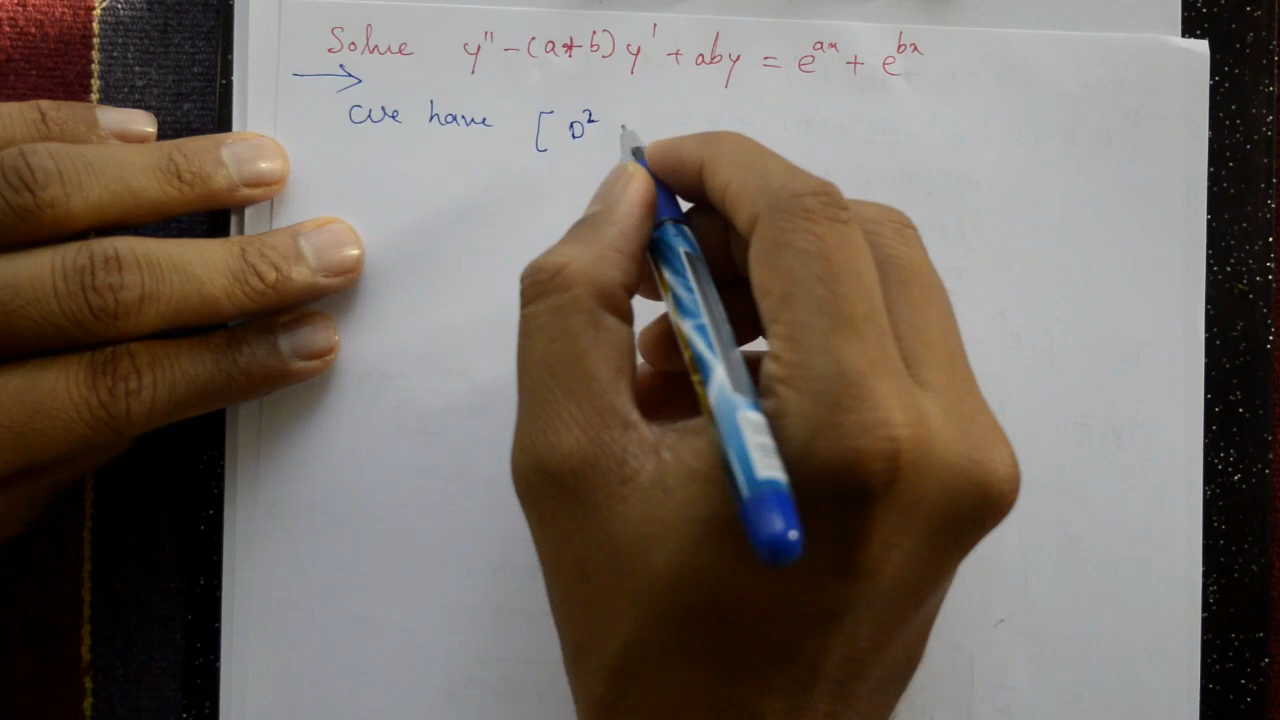 Solve y'' - (a+b) y' + aby = e^{ax} + e^{bx}
We have [ D²